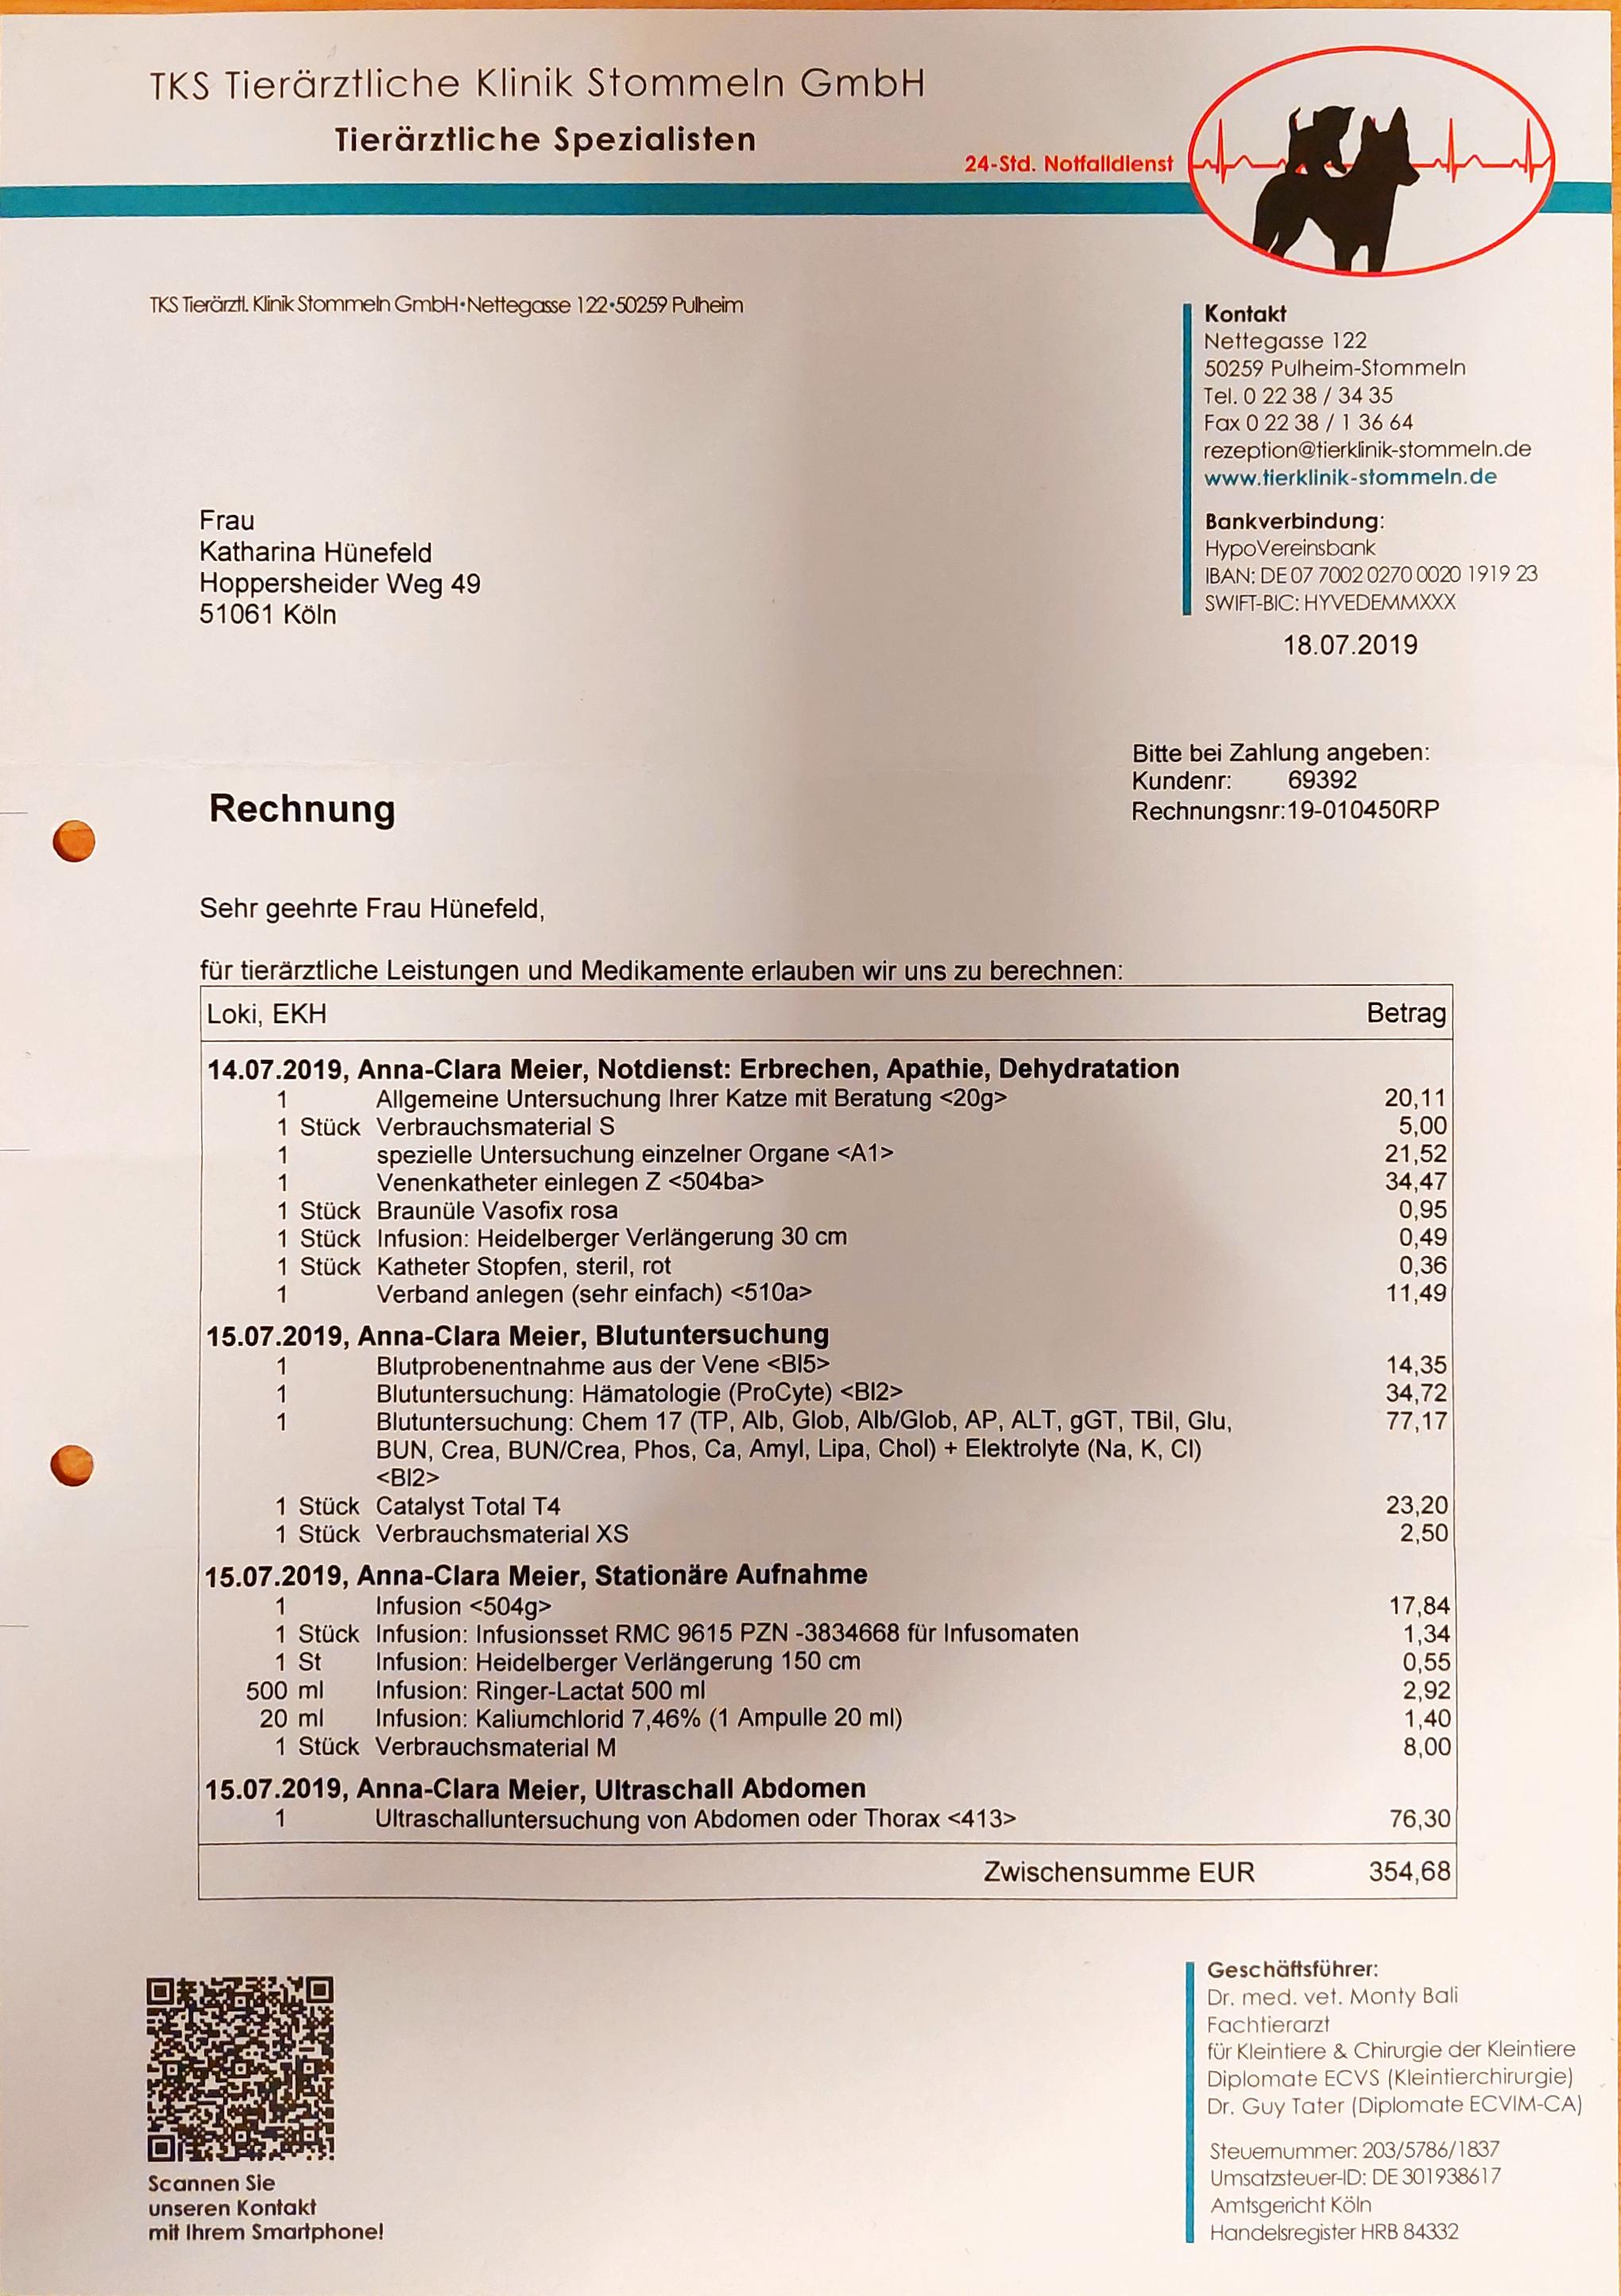 TKS Tierärztliche Klinik Stommeln GmbH
Tierärztliche Spezialisten
24-Std. Notfalldienst
TKS Tierärztl. Klinik Stommeln GmbH•Nettegasse 122•50259 Pulheim
Kontakt
Nettegasse 122
50259 Pulheim-Stommeln
Tel. 0 22 38 / 34 35
Fax 0 22 38 / 1 36 64
rezeption@tierklinik-stommeln.de
www.tierklinik-stommeln.de
Bankverbindung:
HypoVereinsbank
IBAN: DE 07 7002 0270 0020 1919 23
SWIFT-BIC: HYVEDEMMXXX
Frau
Katharina Hünefeld
Hoppersheider Weg 49
51061 Köln
18.07.2019
Bitte bei Zahlung angeben:
Kundenr: 69392
Rechnungsnr:19-010450RP
Rechnung
Sehr geehrte Frau Hünefeld,
für tierärztliche Leistungen und Medikamente erlauben wir uns zu berechnen:
Loki, EKH Betrag
14.07.2019, Anna-Clara Meier, Notdienst: Erbrechen, Apathie, Dehydratation
1 Allgemeine Untersuchung Ihrer Katze mit Beratung <20g> 20,11
1 Stück Verbrauchsmaterial S 5,00
1 spezielle Untersuchung einzelner Organe <A1> 21,52
1 Venenkatheter einlegen Z <504ba> 34,47
1 Stück Braunüle Vasofix rosa 0,95
1 Stück Infusion: Heidelberger Verlängerung 30 cm 0,49
1 Stück Katheter Stopfen, steril, rot 0,36
1 Verband anlegen (sehr einfach) <510a> 11,49
15.07.2019, Anna-Clara Meier, Blutuntersuchung
1 Blutprobenentnahme aus der Vene <BI5> 14,35
1 Blutuntersuchung: Hämatologie (ProCyte) <BI2> 34,72
1 Blutuntersuchung: Chem 17 (TP, Alb, Glob, Alb/Glob, AP, ALT, gGT, TBil, Glu, 77,17
BUN, Crea, BUN/Crea, Phos, Ca, Amyl, Lipa, Chol) + Elektrolyte (Na, K, Cl)
<BI2>
1 Stück Catalyst Total T4 23,20
1 Stück Verbrauchsmaterial XS 2,50
15.07.2019, Anna-Clara Meier, Stationäre Aufnahme
1 Infusion <504g> 17,84
1 Stück Infusion: Infusionsset RMC 9615 PZN -3834668 für Infusomaten 1,34
1 St Infusion: Heidelberger Verlängerung 150 cm 0,55
500 ml Infusion: Ringer-Lactat 500 ml 2,92
20 ml Infusion: Kaliumchlorid 7,46% (1 Ampulle 20 ml) 1,40
1 Stück Verbrauchsmaterial M 8,00
15.07.2019, Anna-Clara Meier, Ultraschall Abdomen
1 Ultraschalluntersuchung von Abdomen oder Thorax <413> 76,30
Zwischensumme EUR 354,68
Scannen Sie
unseren Kontakt
mit Ihrem Smartphone!
Geschäftsführer:
Dr. med. vet. Monty Bali
Fachtierarzt
für Kleintiere & Chirurgie der Kleintiere
Diplomate ECVS (Kleintierchirurgie)
Dr. Guy Tater (Diplomate ECVIM-CA)
Steuernummer: 203/5786/1837
Umsatzsteuer-ID: DE 301938617
Amtsgericht Köln
Handelsregister HRB 84332